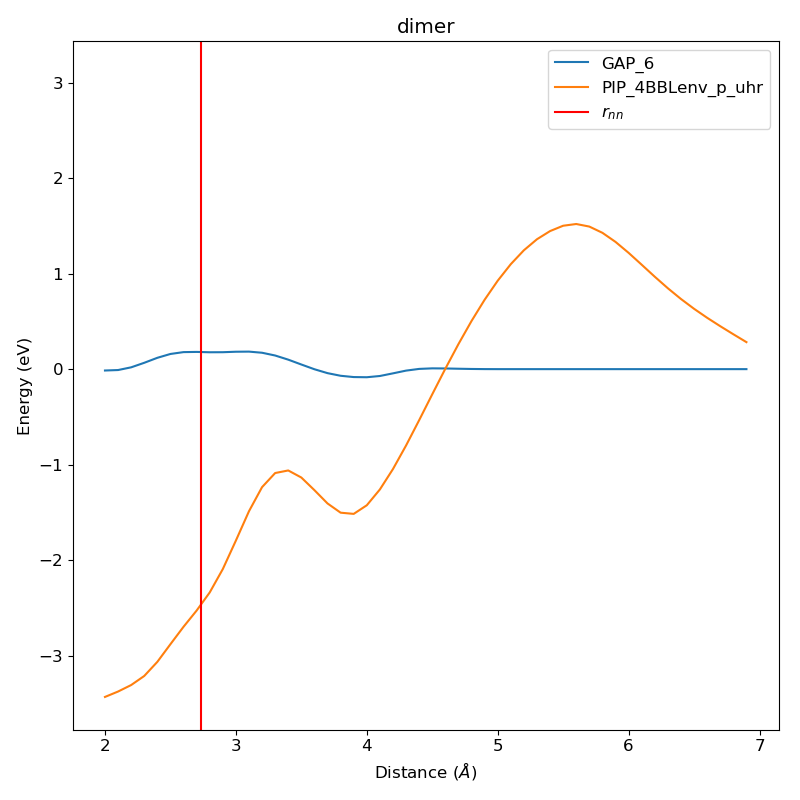 dimer
GAP_6
PIP_4BBLenv_p_uhr
r_nn
3
2
1
0
−1
−2
−3
Energy (eV)
2 3 4 5 6 7
Distance (Å)